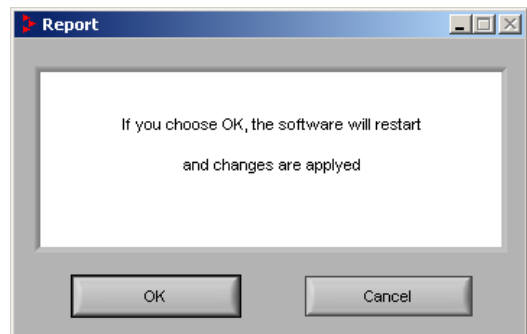 Report
If you choose OK, the software will restart
and changes are applyed
OK
Cancel